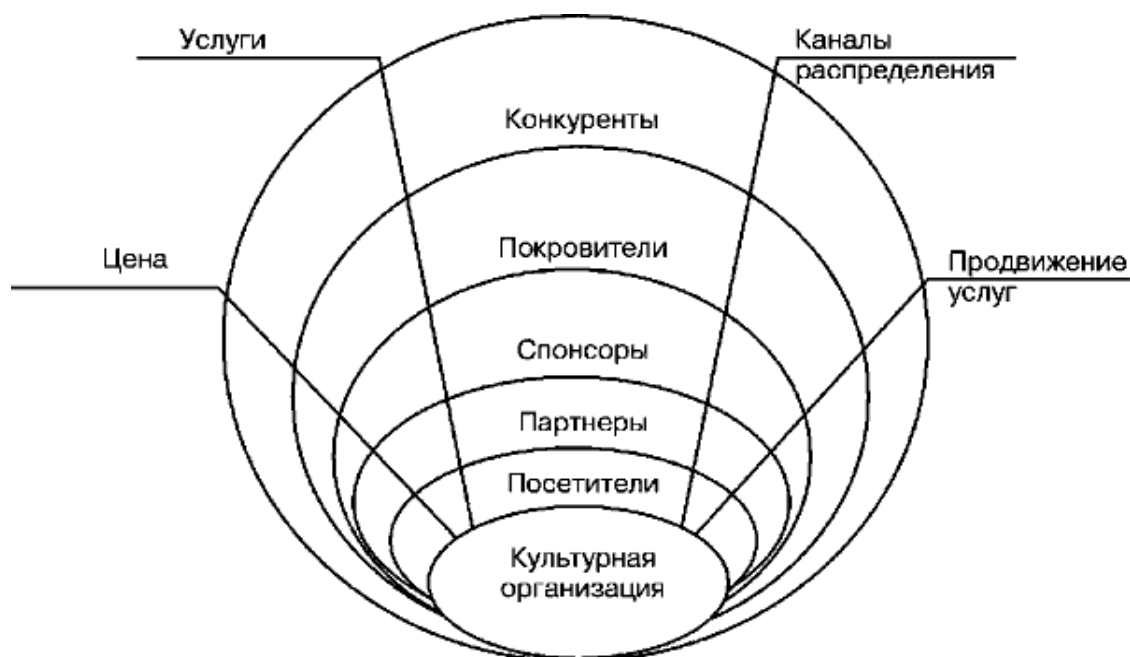 Услуги
Каналы
распределения
Конкуренты
Покровители
Цена
Продвижение
услуг
Спонсоры
Партнеры
Посетители
Культурная
организация